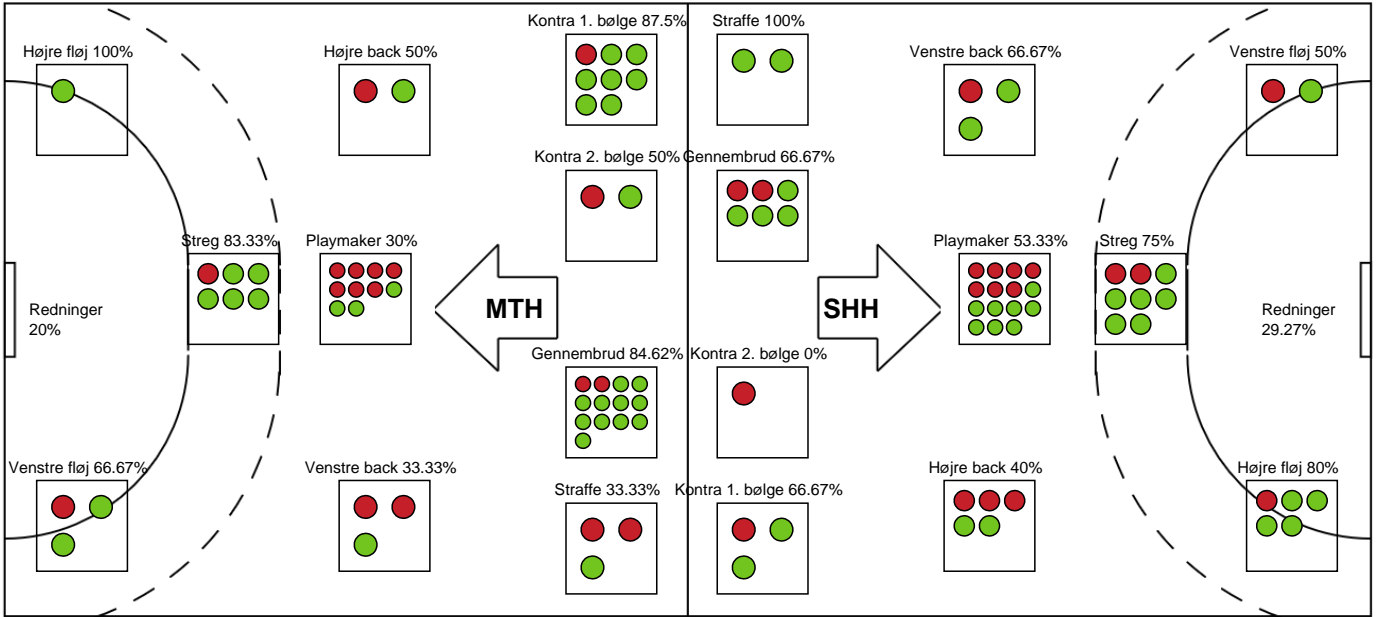 Kontra 1. bølge 87.5%
Straffe 100%
Højre fløj 100%
Højre back 50%
Venstre back 66.67%
Venstre fløj 50%
Kontra 2. bølge 50%
Gennembrud 66.67%
Streg 83.33%
Playmaker 30%
Playmaker 53.33%
Streg 75%
Redninger
20%
MTH
SHH
Redninger
29.27%
Gennembrud 84.62%
Kontra 2. bølge 0%
Venstre fløj 66.67%
Venstre back 33.33%
Højre back 40%
Højre fløj 80%
Straffe 33.33%
Kontra 1. bølge 66.67%